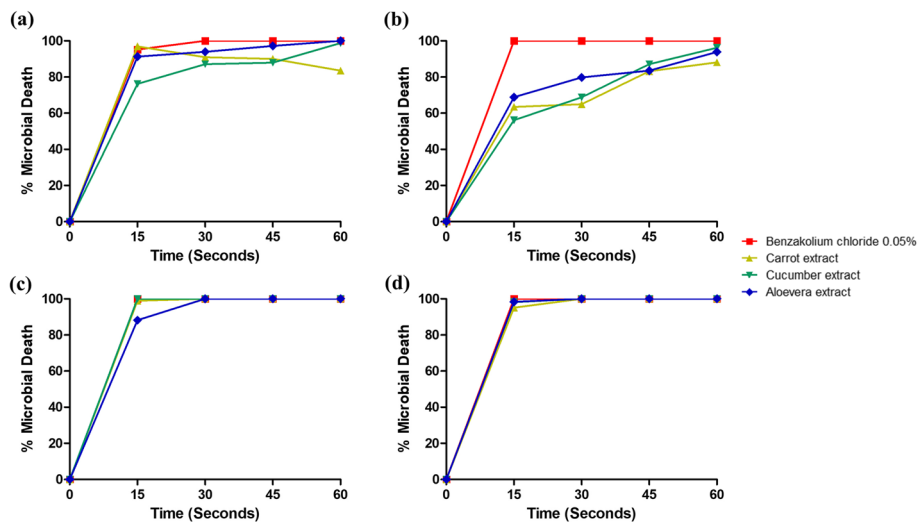 (a)
(b)
100
80
60
40
20
0
% Microbial Death
0 15 30 45 60
Time (Seconds)
100
80
60
40
20
0
% Microbial Death
0 15 30 45 60
Time (Seconds)
Benzakolium chloride 0.05%
Carrot extract
Cucumber extract
Aloevera extract
(c)
(d)
100
80
60
40
20
0
% Microbial Death
0 15 30 45 60
Time (Seconds)
100
80
60
40
20
0
% Microbial Death
0 15 30 45 60
Time (Seconds)